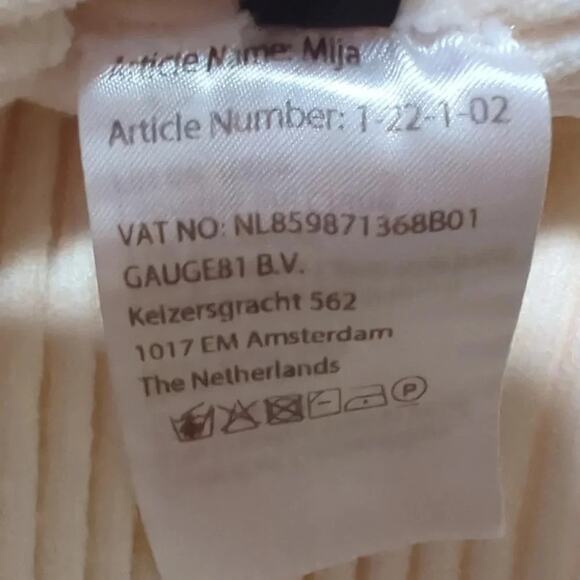 Article Name: Mija
Article Number: 1-22-1-02
VAT NO: NL859871368B01
GAUGE81 B.V.
Keizersgracht 562
1017 EM Amsterdam
The Netherlands
P